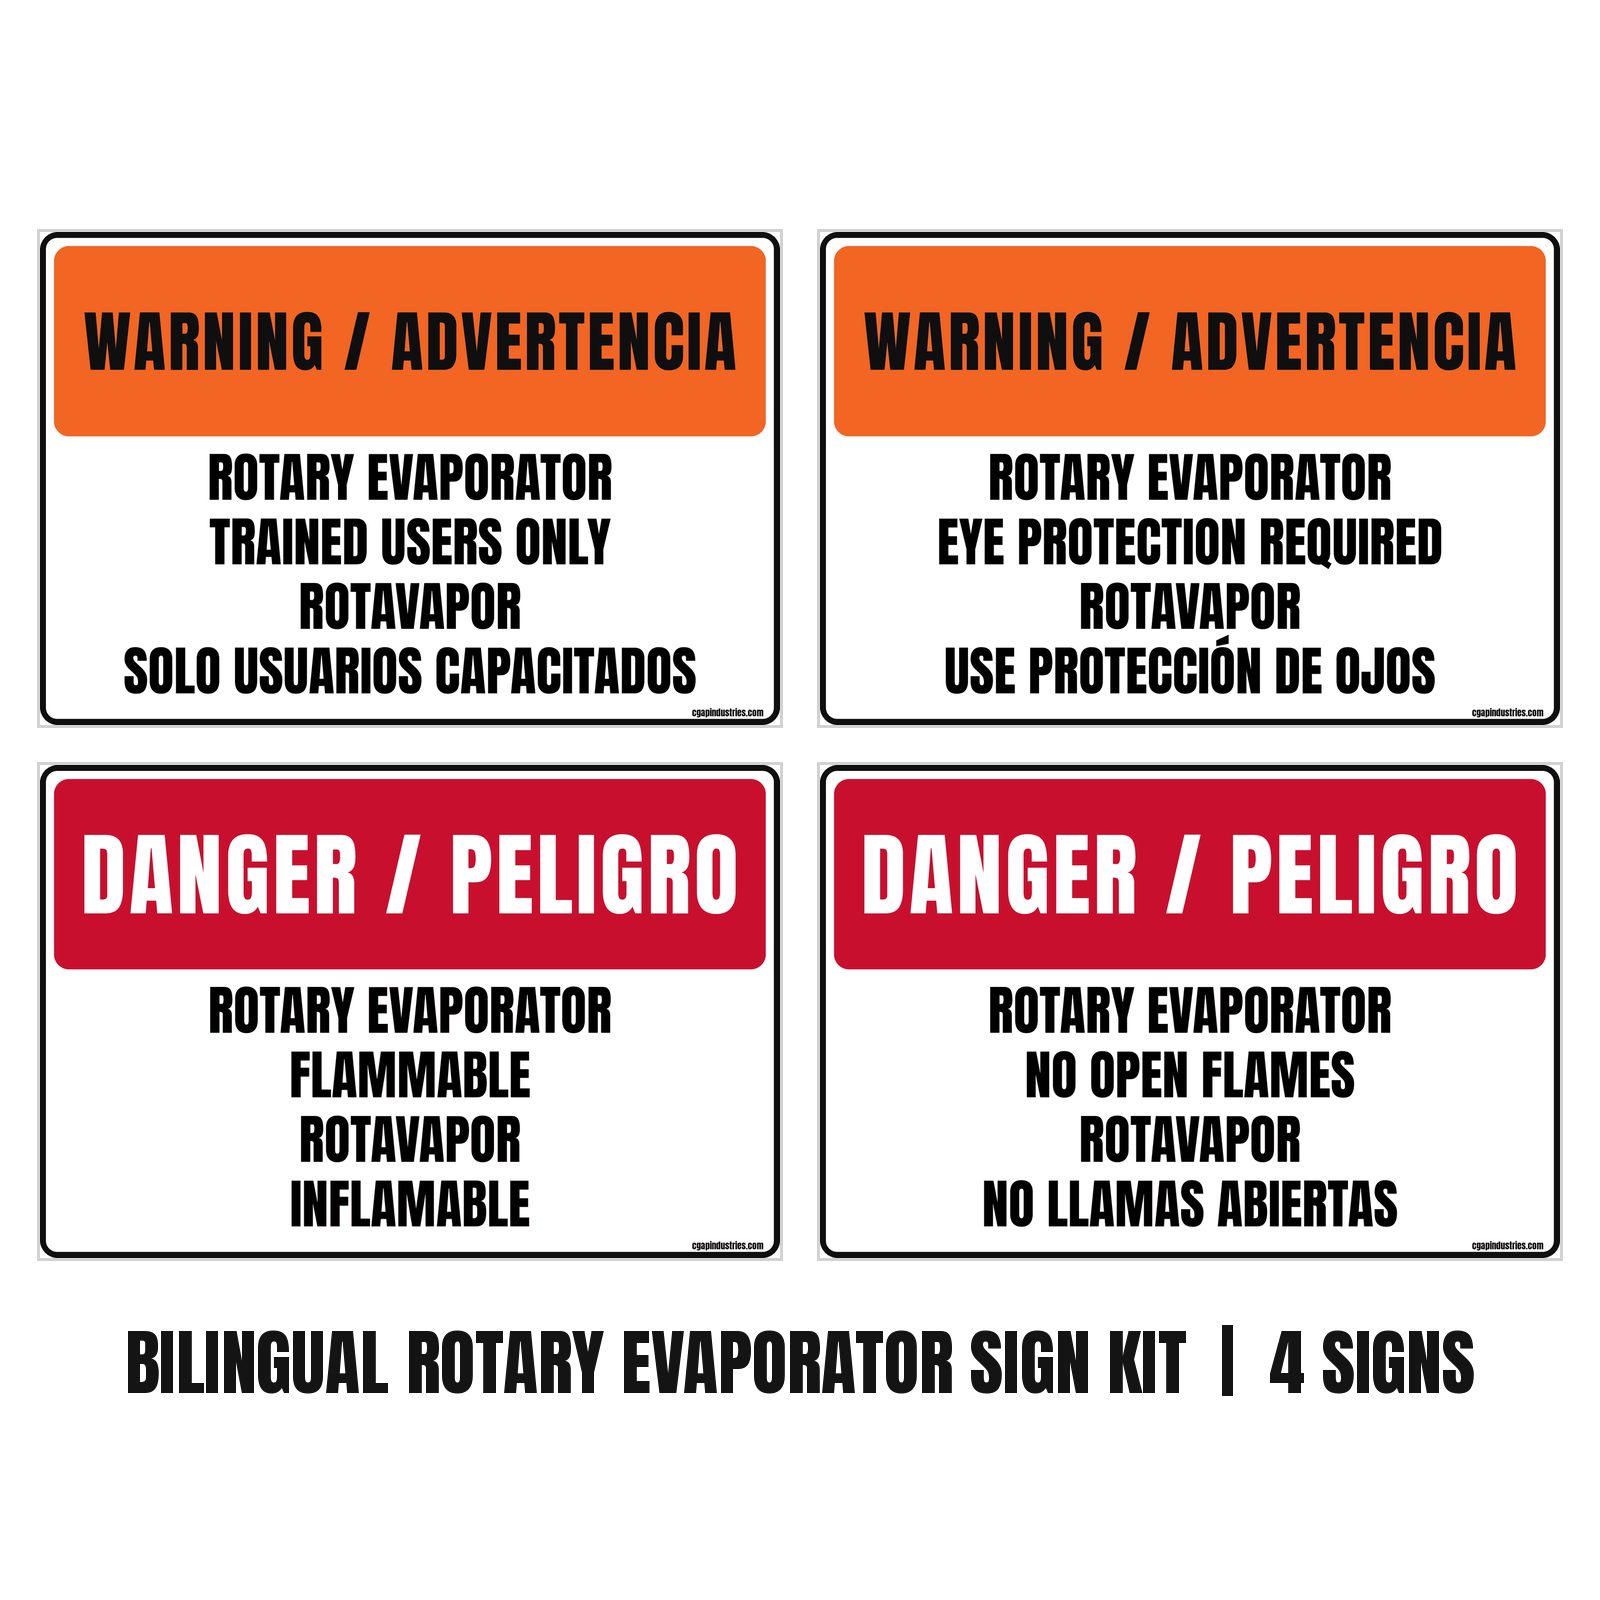 WARNING / ADVERTENCIA
ROTARY EVAPORATOR
TRAINED USERS ONLY
ROTAVAPOR
SOLO USUARIOS CAPACITADOS
cgapindustries.com
WARNING / ADVERTENCIA
ROTARY EVAPORATOR
EYE PROTECTION REQUIRED
ROTAVAPOR
USE PROTECCIÓN DE OJOS
cgapindustries.com
DANGER / PELIGRO
ROTARY EVAPORATOR
FLAMMABLE
ROTAVAPOR
INFLAMABLE
cgapindustries.com
DANGER / PELIGRO
ROTARY EVAPORATOR
NO OPEN FLAMES
ROTAVAPOR
NO LLAMAS ABIERTAS
cgapindustries.com
BILINGUAL ROTARY EVAPORATOR SIGN KIT | 4 SIGNS